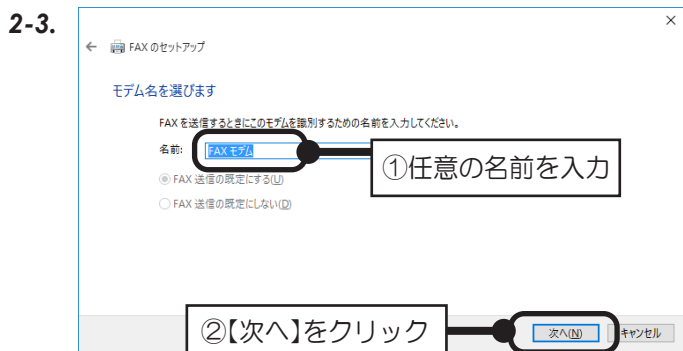 2-3.
FAX のセットアップ
モデム名を選びます
FAX を送信するときにこのモデムを識別するための名前を入力してください。
名前: FAX モデム
①任意の名前を入力
FAX 送信の既定にする(U)
FAX 送信の既定にしない(D)
②【次へ】をクリック
次へ(N) キャンセル